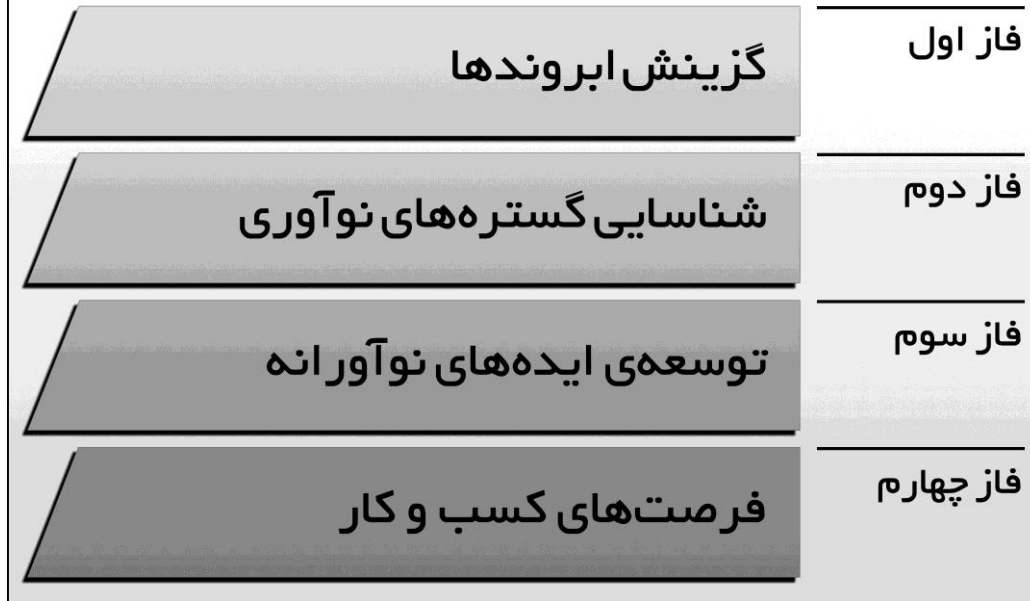 فاز اول
گزینش ابروندها
فاز دوم
شناسایی گستره‌های نوآوری
فاز سوم
توسعه‌ی ایده‌های نوآورانه
فاز چهارم
فرصت‌های کسب و کار